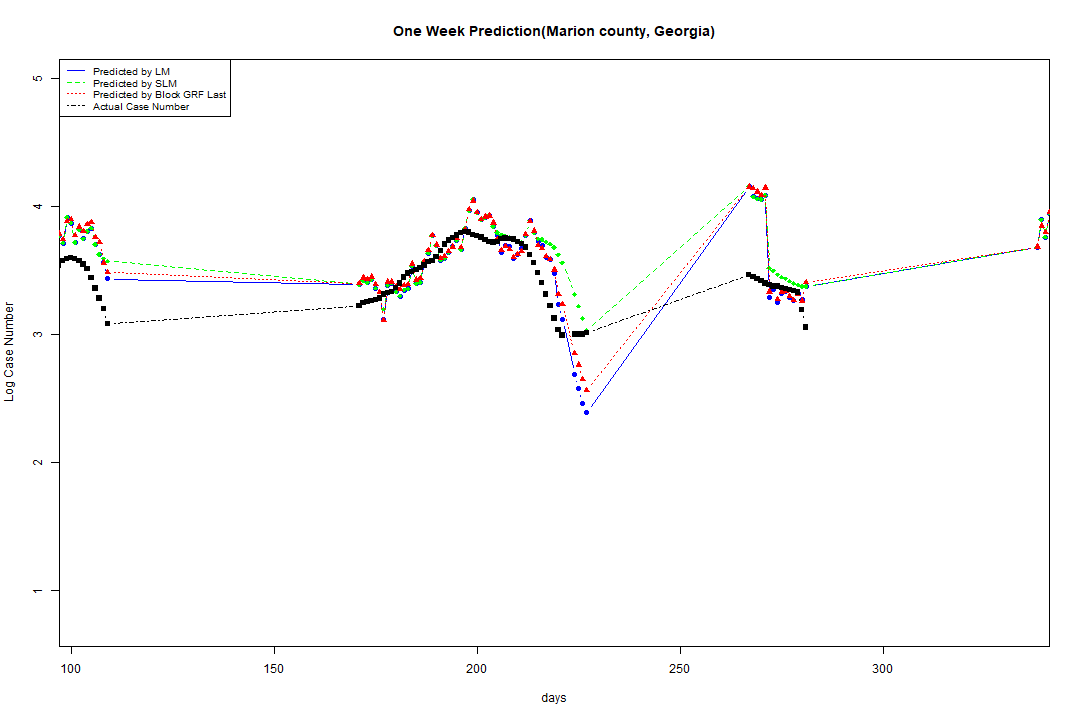 One Week Prediction(Marion county, Georgia)
Predicted by LM
Predicted by SLM
Predicted by Block GRF Last
Actual Case Number
5
4
3
2
1
Log Case Number
100 150 200 250 300
days